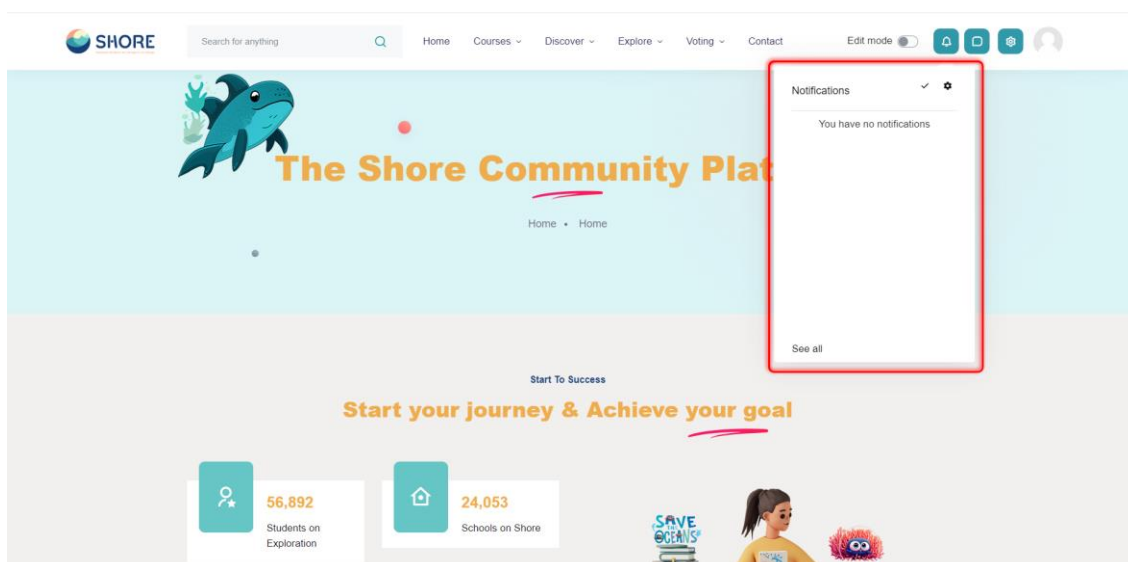 SHORE
Search for anything
Home
Courses
Discover
Explore
Voting
Contact
Edit mode
Notifications
You have no notifications
The Shore Community Plat
Home • Home
See all
Start To Success
Start your journey & Achieve your goal
56,892
Students on
Exploration
24,053
Schools on Shore
SAVE
THE
OCEANS